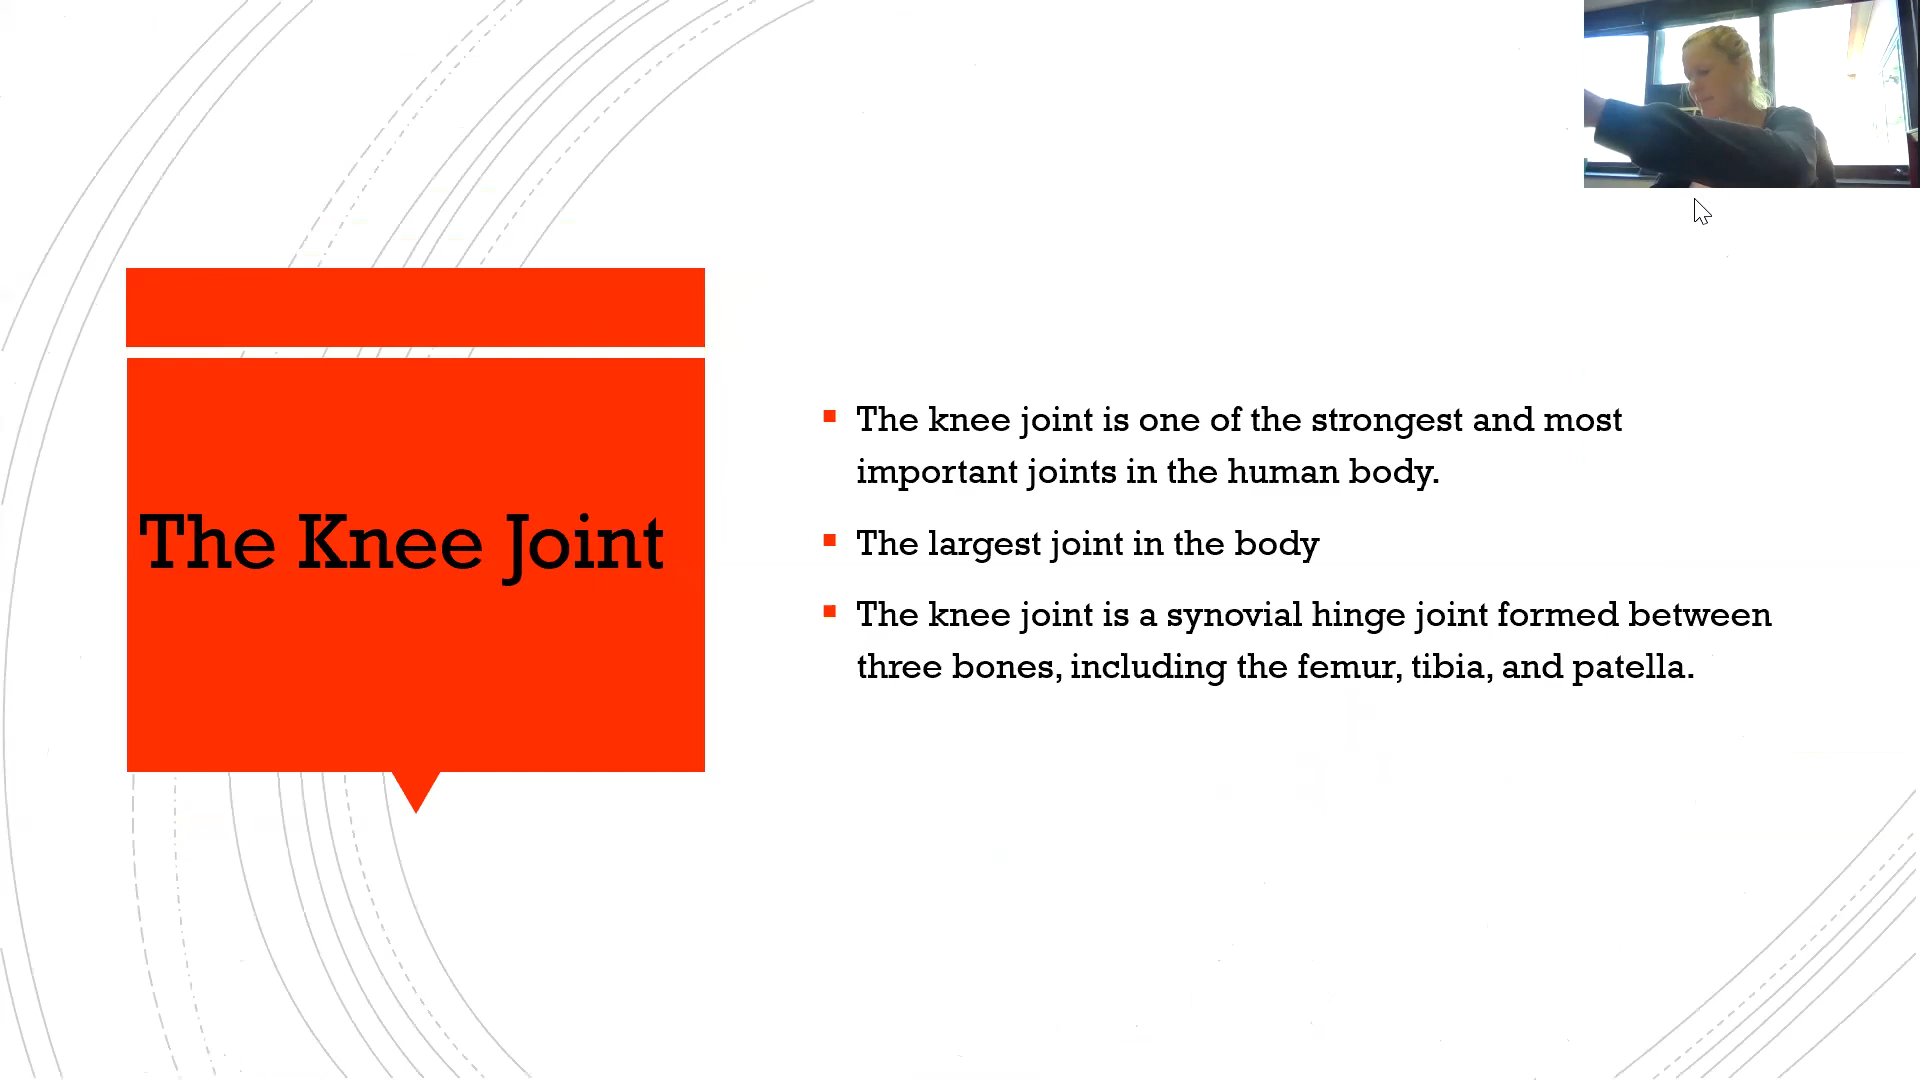 The Knee Joint
The knee joint is one of the strongest and most
important joints in the human body.
The largest joint in the body
The knee joint is a synovial hinge joint formed between
three bones, including the femur, tibia, and patella.